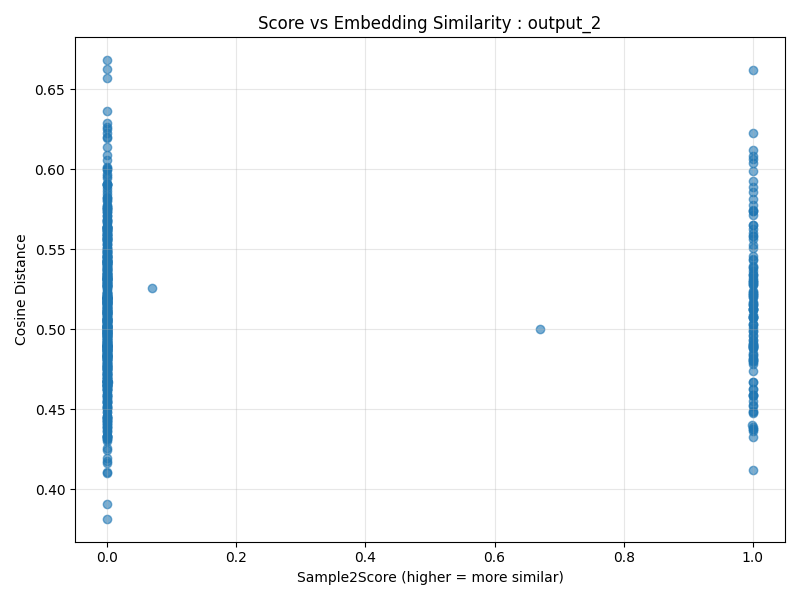 Score vs Embedding Similarity : output_2
Cosine Distance
0.65
0.60
0.55
0.50
0.45
0.40
0.0 0.2 0.4 0.6 0.8 1.0
Sample2Score (higher = more similar)